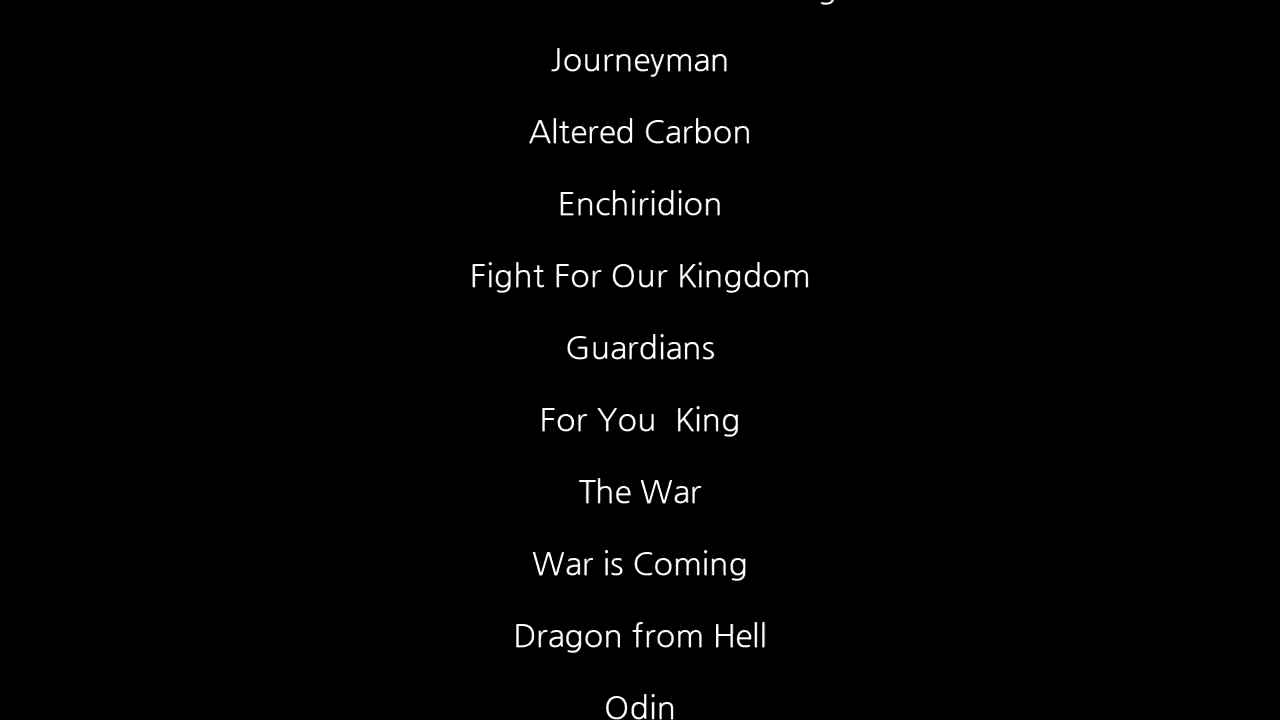 Journeyman
Altered Carbon
Enchiridion
Fight For Our Kingdom
Guardians
For You  King
The War
War is Coming
Dragon from Hell
Odin